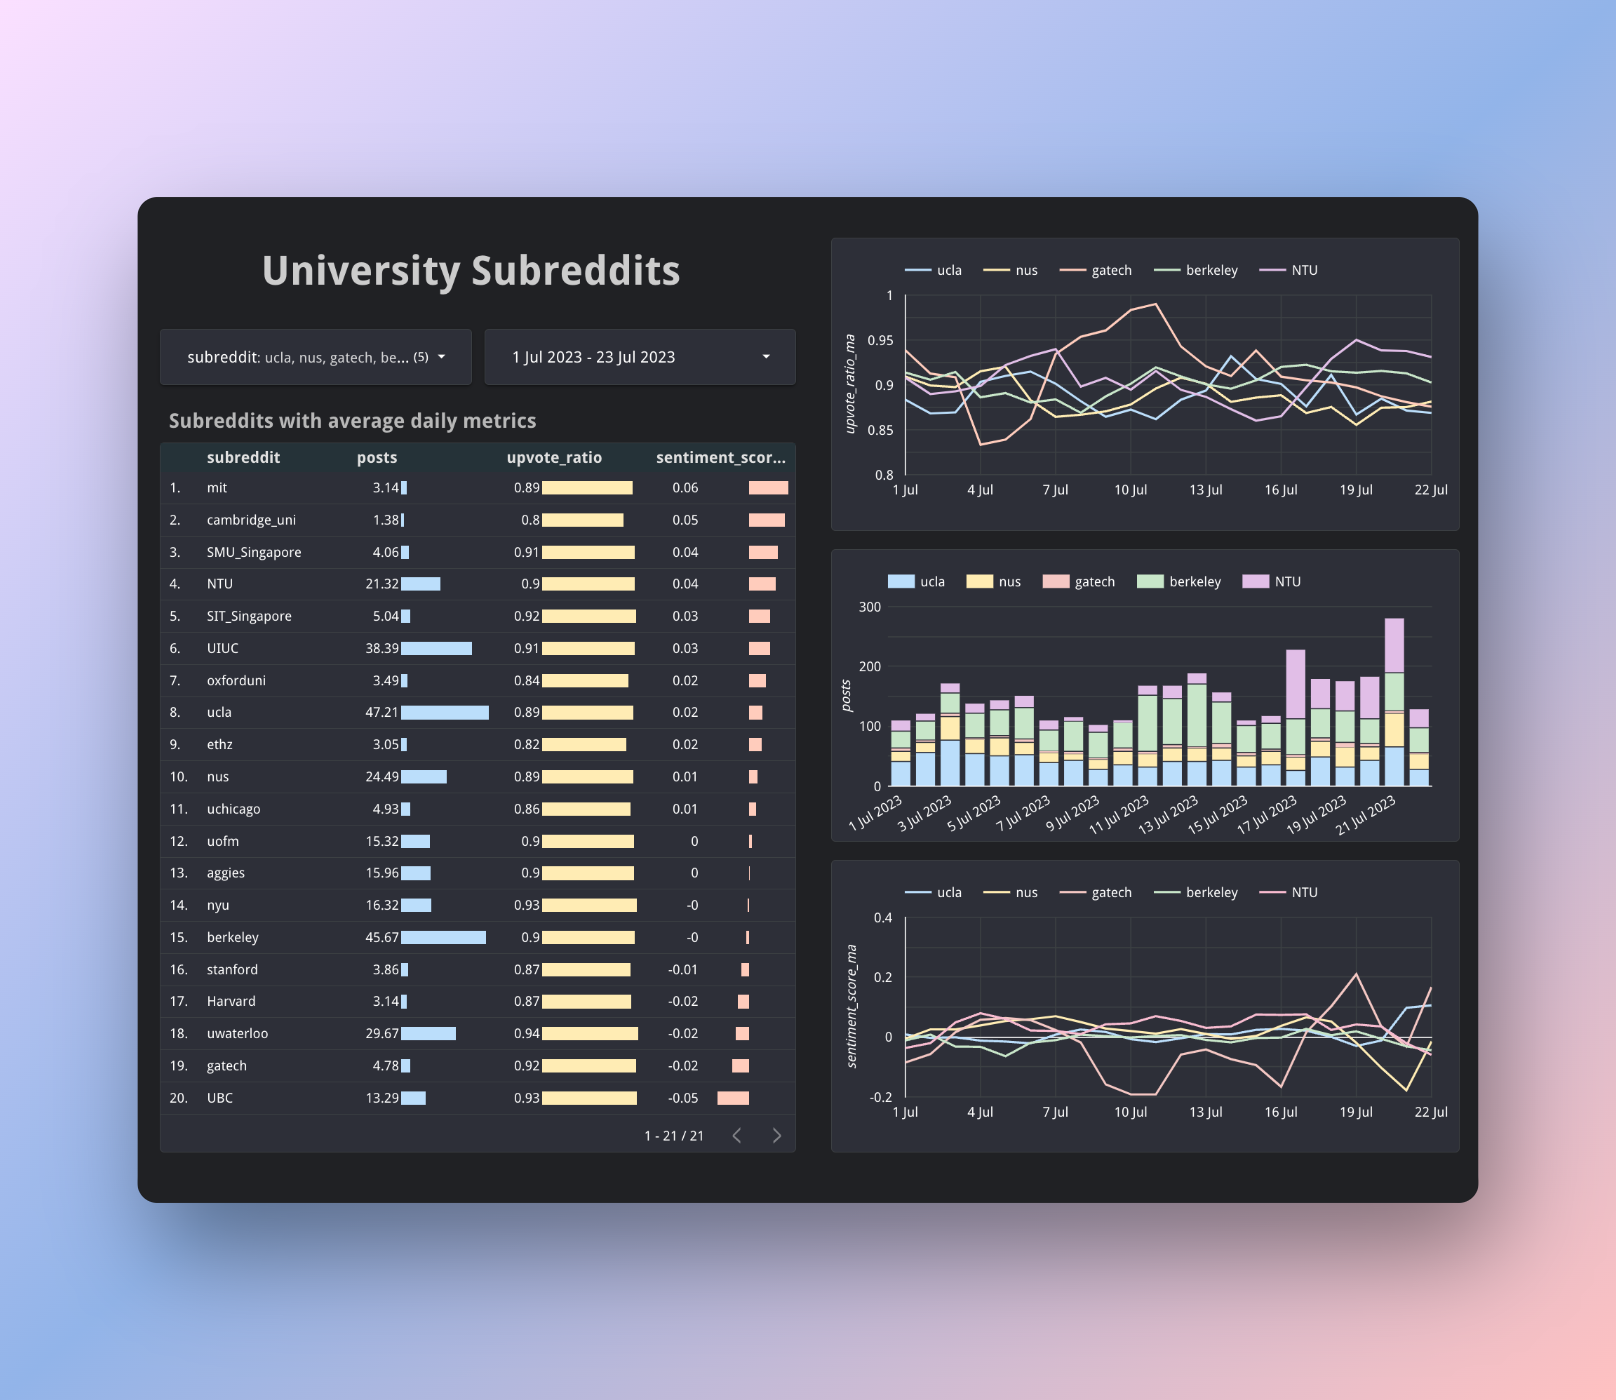 University Subreddits
subreddit: ucla, nus, gatech, be... (5)
1 Jul 2023 - 23 Jul 2023
Subreddits with average daily metrics
subreddit posts upvote_ratio sentiment_scor...
1. mit 3.14 0.89 0.06
2. cambridge_uni 1.38 0.8 0.05
3. SMU_Singapore 4.06 0.91 0.04
4. NTU 21.32 0.9 0.04
5. SIT_Singapore 5.04 0.92 0.03
6. UIUC 38.39 0.91 0.03
7. oxforduni 3.49 0.84 0.02
8. ucla 47.21 0.89 0.02
9. ethz 3.05 0.82 0.02
10. nus 24.49 0.89 0.01
11. uchicago 4.93 0.86 0.01
12. uofm 15.32 0.9 0
13. aggies 15.96 0.9 0
14. nyu 16.32 0.93 -0
15. berkeley 45.67 0.9 -0
16. stanford 3.86 0.87 -0.01
17. Harvard 3.14 0.87 -0.02
18. uwaterloo 29.67 0.94 -0.02
19. gatech 4.78 0.92 -0.02
20. UBC 13.29 0.93 -0.05
1 - 21 / 21
ucla nus gatech berkeley NTU
upvote_ratio_ma
1
0.95
0.9
0.85
0.8
1 Jul 4 Jul 7 Jul 10 Jul 13 Jul 16 Jul 19 Jul 22 Jul
ucla nus gatech berkeley NTU
posts
300
200
100
0
1 Jul 2023 3 Jul 2023 5 Jul 2023 7 Jul 2023 9 Jul 2023 11 Jul 2023 13 Jul 2023 15 Jul 2023 17 Jul 2023 19 Jul 2023 21 Jul 2023
ucla nus gatech berkeley NTU
sentiment_score_ma
0.4
0.2
0
-0.2
1 Jul 4 Jul 7 Jul 10 Jul 13 Jul 16 Jul 19 Jul 22 Jul